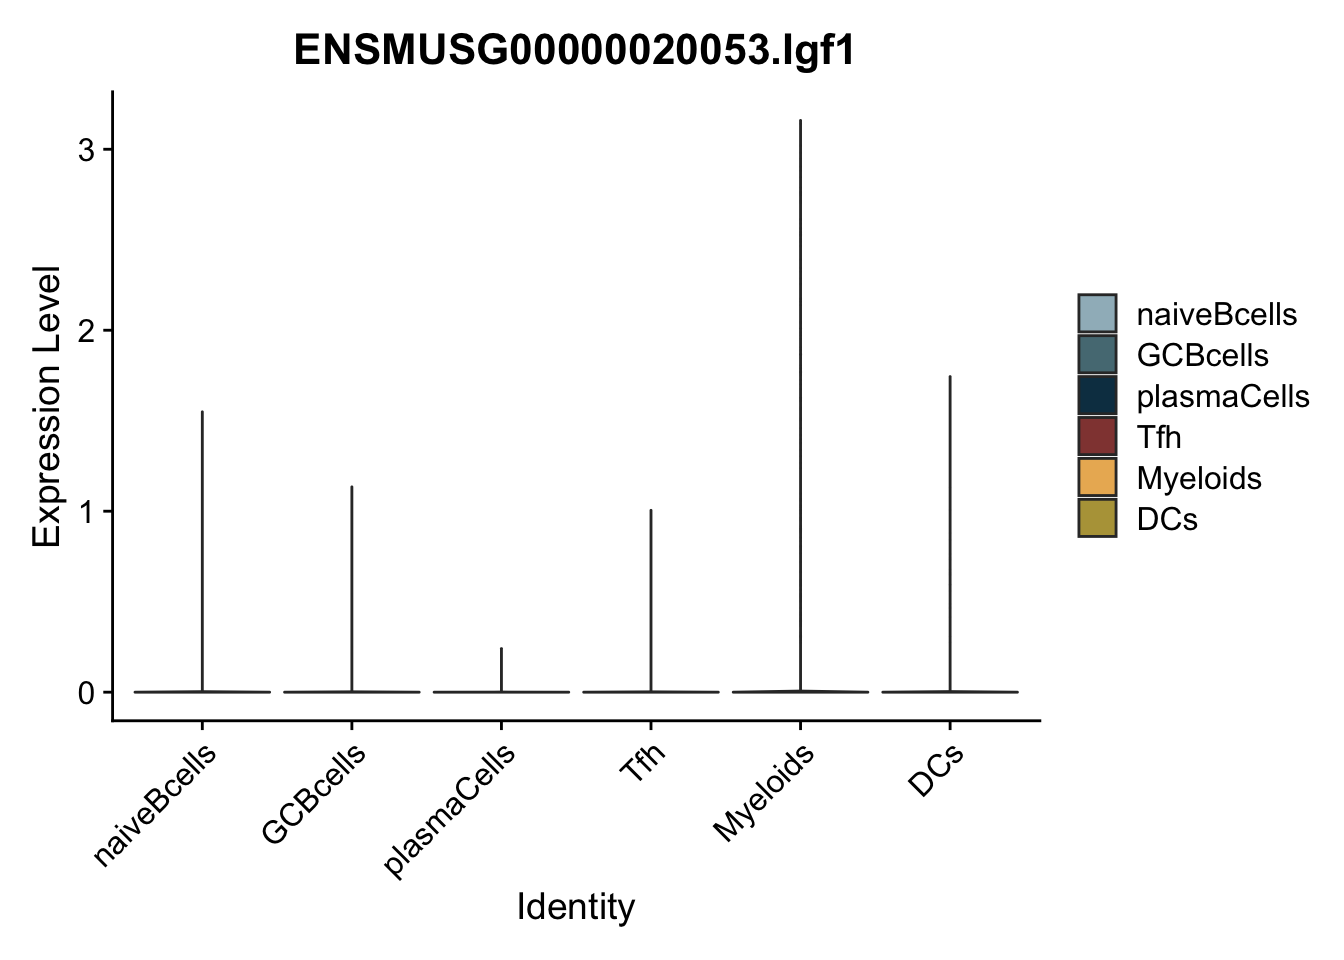 ENSMUSG00000020053.Igf1
Expression Level
3
2
1
0
naiveBcells
GCBcells
plasmaCells
Tfh
Myeloids
DCs
Identity
naiveBcells
GCBcells
plasmaCells
Tfh
Myeloids
DCs